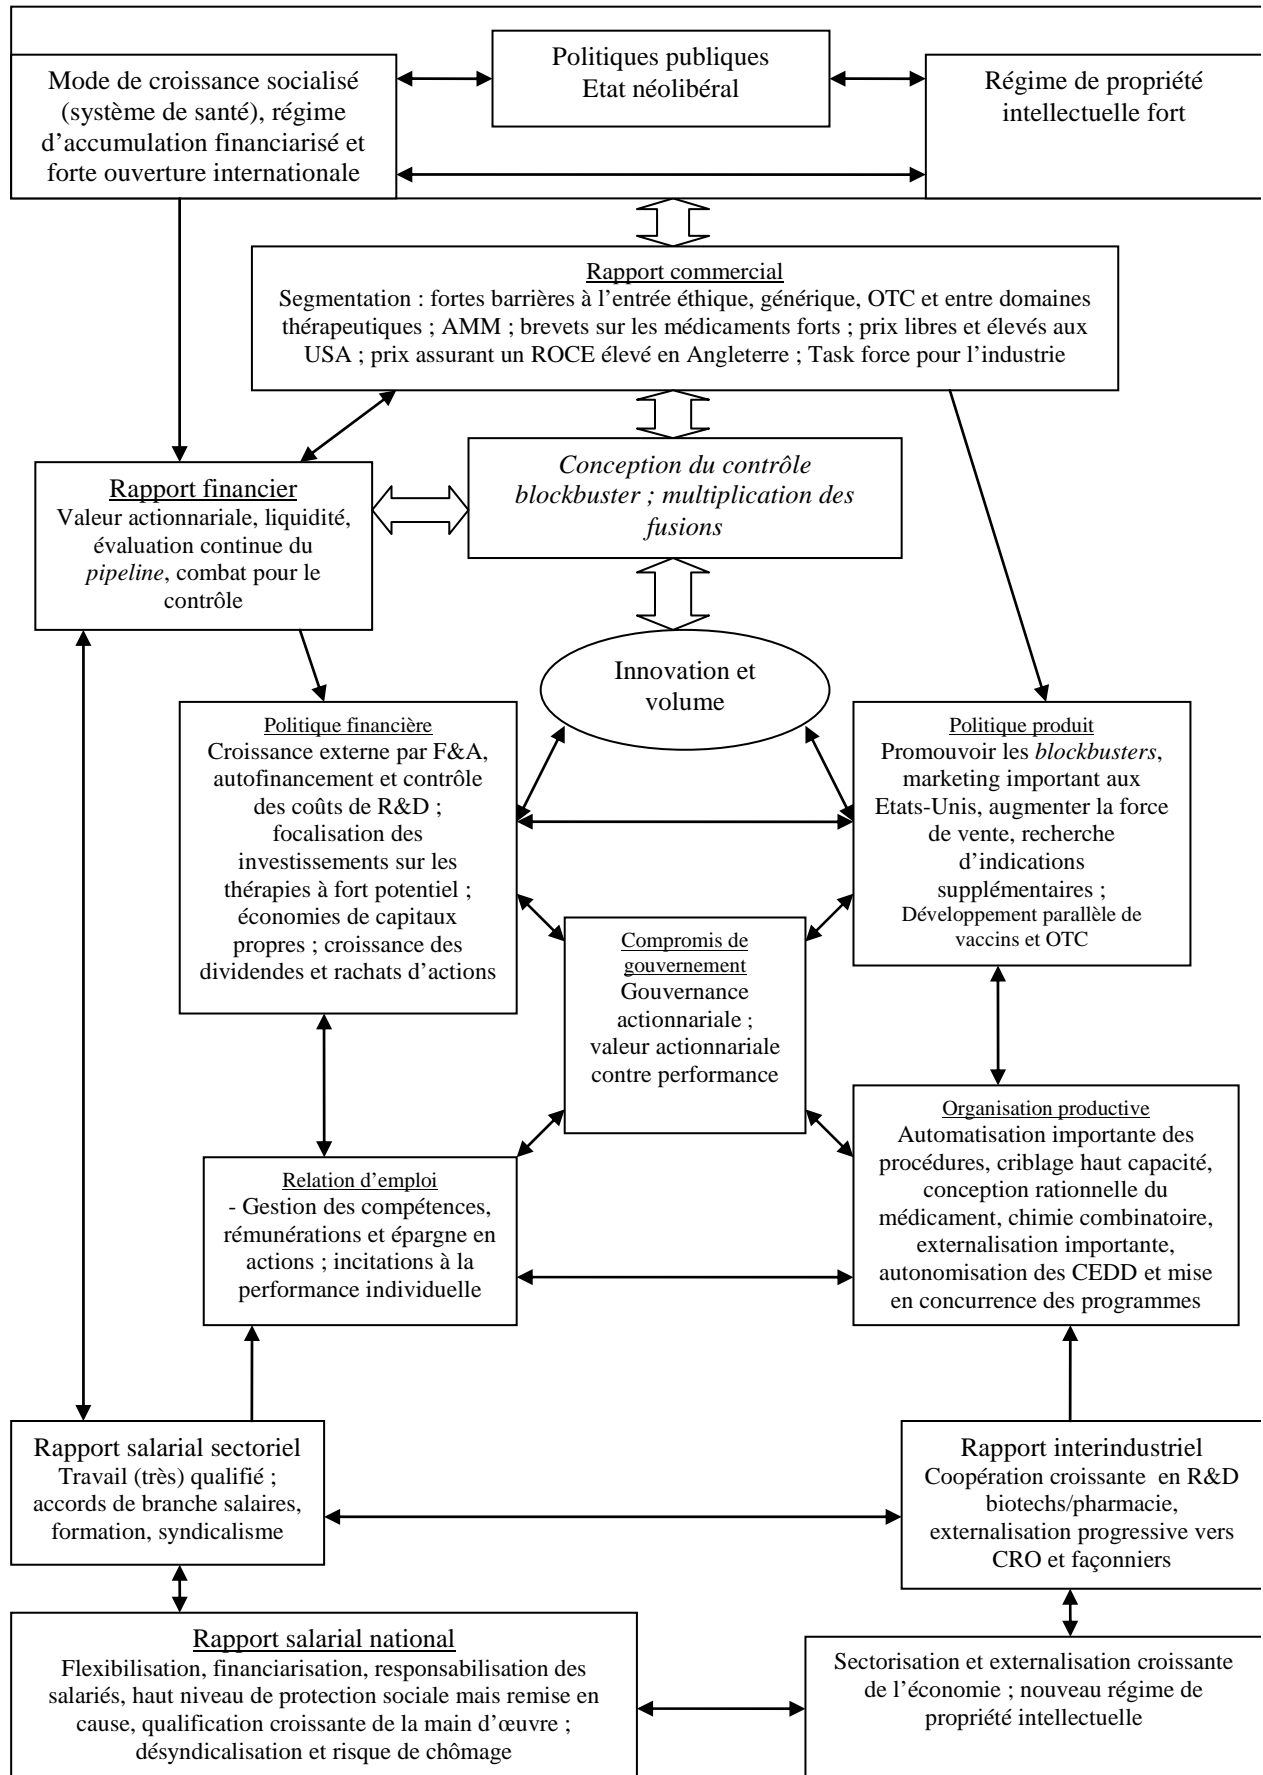 Mode de croissance socialisé
(système de santé), régime
d'accumulation financiarisé et
forte ouverture internationale
Politiques publiques
Etat néolibéral
Régime de propriété
intellectuelle fort
Rapport commercial
Segmentation : fortes barrières à l'entrée éthique, générique, OTC et entre domaines
thérapeutiques ; AMM ; brevets sur les médicaments forts ; prix libres et élevés aux
USA ; prix assurant un ROCE élevé en Angleterre ; Task force pour l'industrie
Rapport financier
Valeur actionnariale, liquidité,
évaluation continue du
pipeline, combat pour le
contrôle
Conception du contrôle
blockbuster ; multiplication des
fusions
Innovation et
volume
Politique financière
Croissance externe par F&A,
autofinancement et contrôle
des coûts de R&D ;
focalisation des
investissements sur les
thérapies à fort potentiel ;
économies de capitaux
propres ; croissance des
dividendes et rachats d'actions
Politique produit
Promouvoir les blockbusters,
marketing important aux
Etats-Unis, augmenter la force
de vente, recherche
d'indications
supplémentaires ;
Développement parallèle de
vaccins et OTC
Compromis de
gouvernement
Gouvernance
actionnariale ;
valeur actionnariale
contre performance
Relation d'emploi
- Gestion des compétences,
rémunérations et épargne en
actions ; incitations à la
performance individuelle
Organisation productive
Automatisation importante des
procédures, criblage haut capacité,
conception rationnelle du
médicament, chimie combinatoire,
externalisation importante,
autonomisation des CEDD et mise
en concurrence des programmes
Rapport salarial sectoriel
Travail (très) qualifié ;
accords de branche salaires,
formation, syndicalisme
Rapport interindustriel
Coopération croissante en R&D
biotechs/pharmacie,
externalisation progressive vers
CRO et façonniers
Rapport salarial national
Flexibilisation, financiarisation, responsabilisation des
salariés, haut niveau de protection sociale mais remise en
cause, qualification croissante de la main d'œuvre ;
désyndicalisation et risque de chômage
Sectorisation et externalisation croissante
de l'économie ; nouveau régime de
propriété intellectuelle